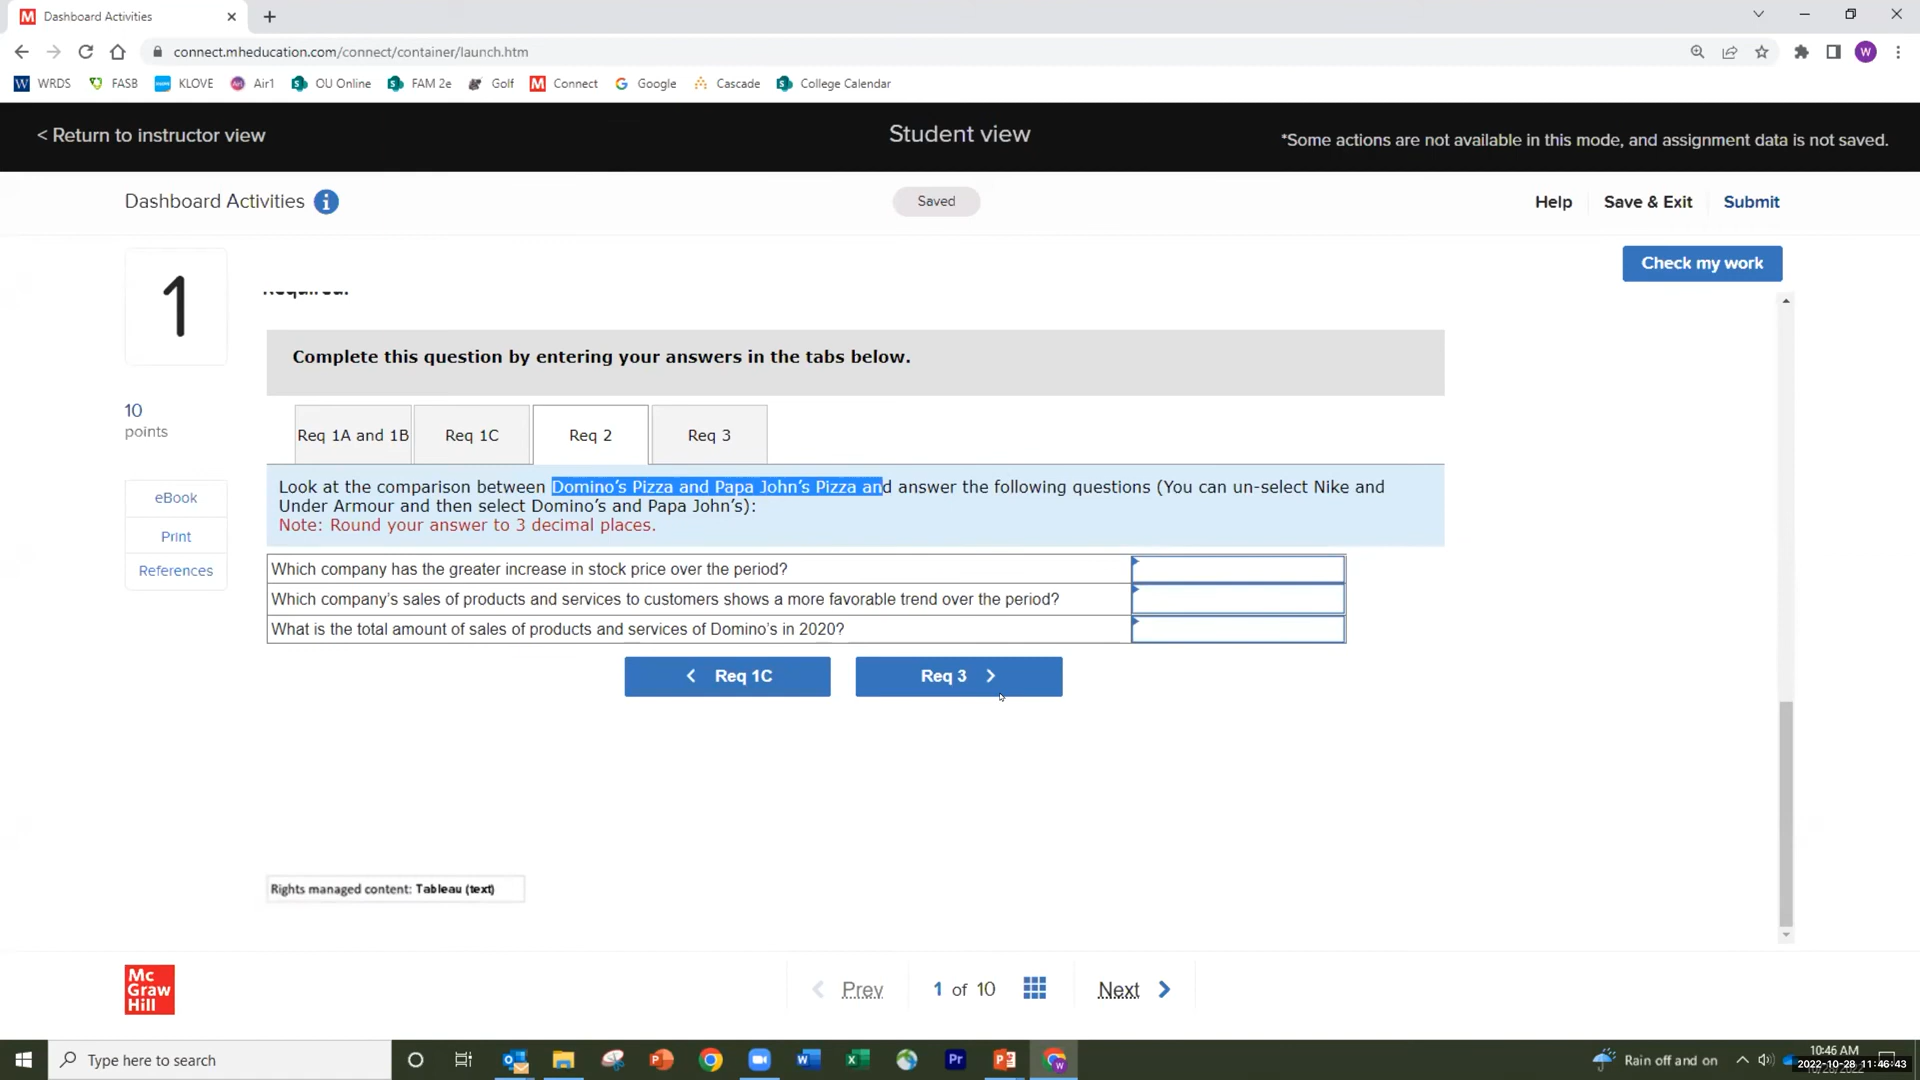 Dashboard Activities
connect.mheducation.com/connect/container/launch.htm
W
WRDS
FASB
KLOVE
Air1
OU Online
FAM 2e
Golf
Connect
Google
Cascade
College Calendar
< Return to instructor view
Student view
*Some actions are not available in this mode, and assignment data is not saved.
Dashboard Activities
Saved
Help
Save & Exit
Submit
1
Check my work
Required:
Complete this question by entering your answers in the tabs below.
10
points
Req 1A and 1B
Req 1C
Req 2
Req 3
eBook
Print
References
Look at the comparison between Domino’s Pizza and Papa John’s Pizza and answer the following questions (You can un-select Nike and
Under Armour and then select Domino’s and Papa John’s):
Note: Round your answer to 3 decimal places.
Which company has the greater increase in stock price over the period?
Which company’s sales of products and services to customers shows a more favorable trend over the period?
What is the total amount of sales of products and services of Domino’s in 2020?
< Req 1C
Req 3 >
Rights managed content: Tableau (text)
Mc
Graw
Hill
< Prev
1 of 10
Next >
Type here to search
Rain off and on
10:46 AM
2022-10-28 11:46:43